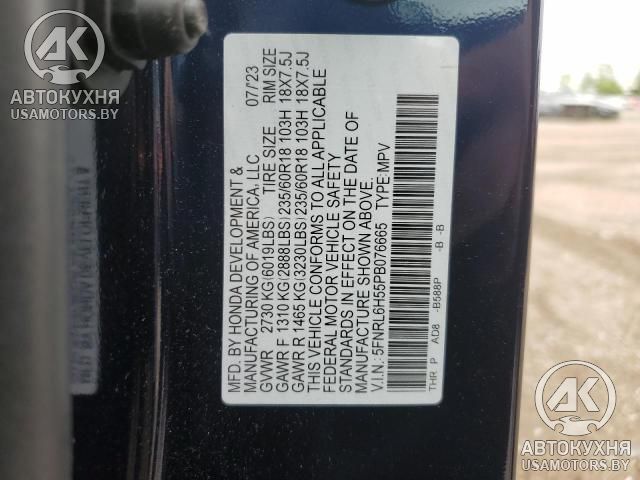 MFD. BY HONDA DEVELOPMENT & 07/'23
MANUFACTURING OF AMERICA, LLC
GVWR 2730 KG(6019LBS) TIRE SIZE RIM SIZE
GAWR F 1310 KG(2888LBS)235/60R18 103H 18X7.5J
GAWR R 1465 KG(3230LBS)235/60R18 103H 18X7.5J
THIS VEHICLE CONFORMS TO ALL APPLICABLE
FEDERAL MOTOR VEHICLE SAFETY
STANDARDS IN EFFECT ON THE DATE OF
MANUFACTURE SHOWN ABOVE.
V.I.N.:5FNRL6H55PB076665 TYPE:MPV
THR P AD8 -B588P -B -B
AK
АВТОКУХНЯ
USAMOTORS.BY
AK
АВТОКУХНЯ
USAMOTORS.BY